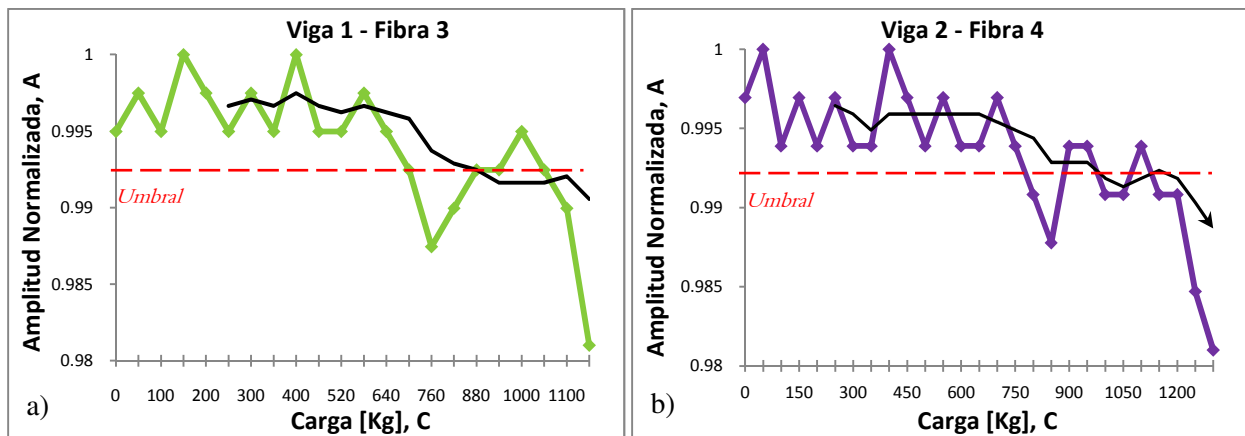 Viga 1 - Fibra 3
Amplitud Normalizada, A
1
0.995
0.99
0.985
0.98
Umbral
0 100 200 300 400 520 640 760 880 1000 1100
Carga [Kg], C
a)
Viga 2 - Fibra 4
Amplitud Normalizada, A
1
0.995
0.99
0.985
0.98
Umbral
0 150 300 450 600 750 900 1050 1200
Carga [Kg], C
b)